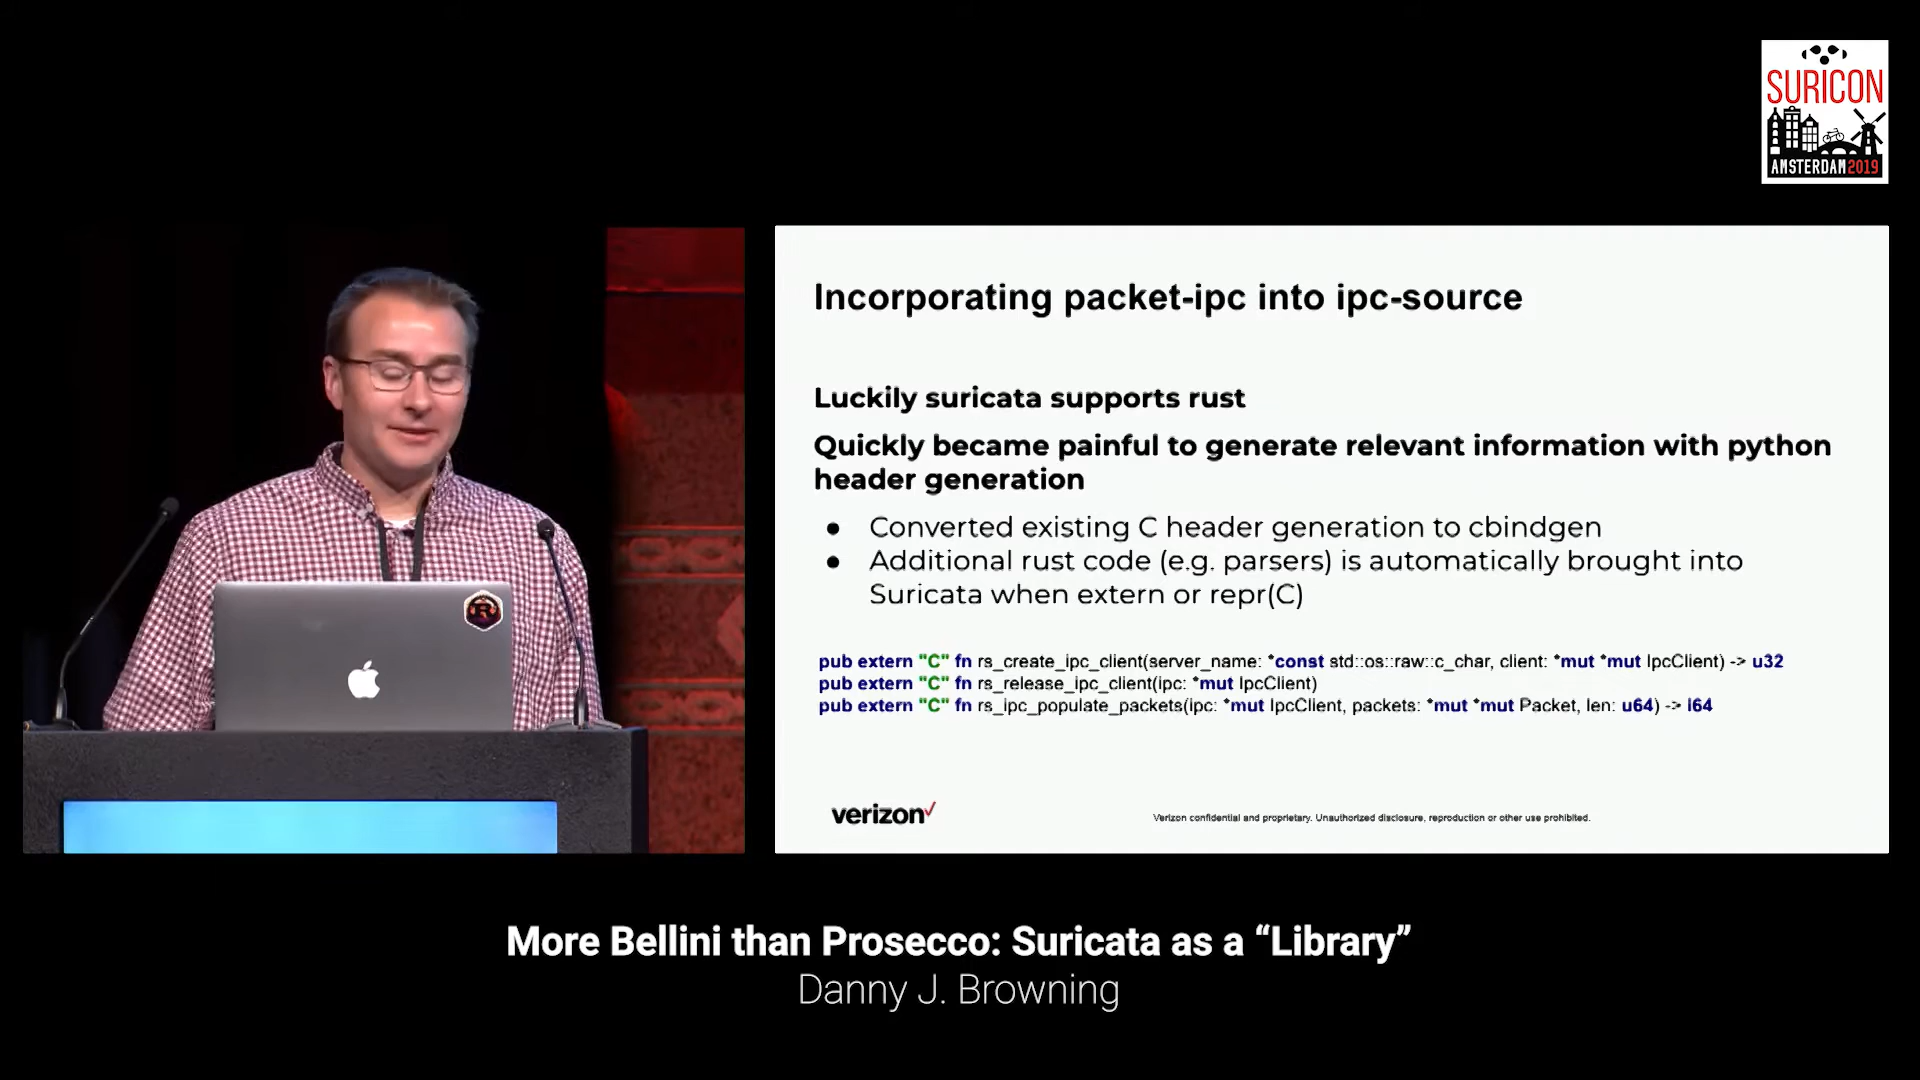 SURICON
AMSTERDAM 2019
Incorporating packet-ipc into ipc-source
Luckily suricata supports rust
Quickly became painful to generate relevant information with python
header generation
● Converted existing C header generation to cbindgen
● Additional rust code (e.g. parsers) is automatically brought into
Suricata when extern or repr(C)
pub extern "C" fn rs_create_ipc_client(server_name: *const std::os::raw::c_char, client: *mut *mut IpcClient) -> u32
pub extern "C" fn rs_release_ipc_client(ipc: *mut IpcClient)
pub extern "C" fn rs_ipc_populate_packets(ipc: *mut IpcClient, packets: *mut *mut Packet, len: u64) -> i64
verizon✓
Verizon confidential and proprietary. Unauthorized disclosure, reproduction or other use prohibited.
R
More Bellini than Prosecco: Suricata as a “Library”
Danny J. Browning